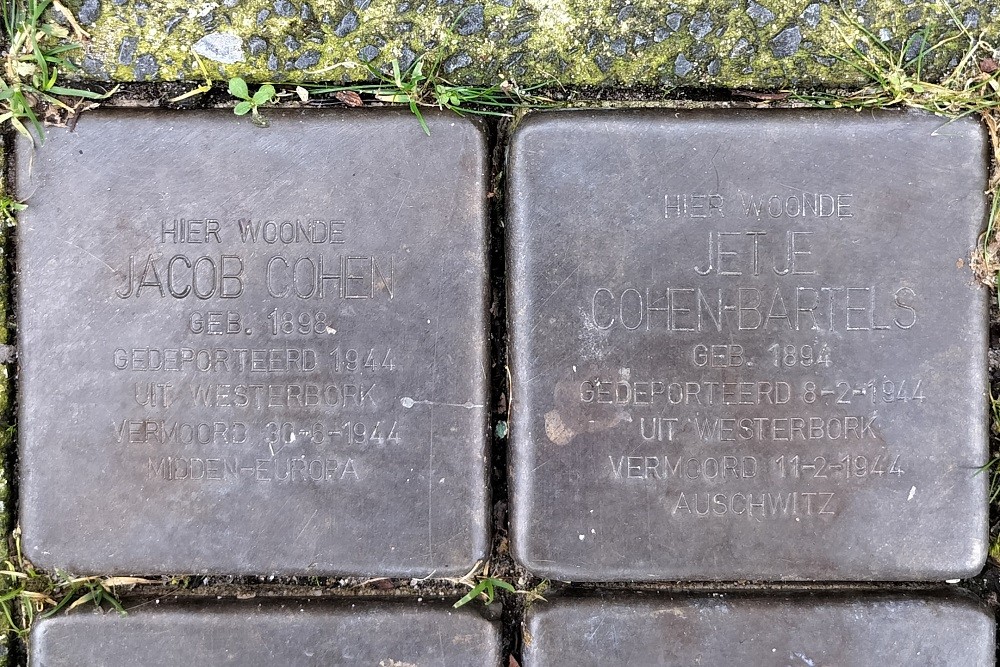 HIER WOONDE
JACOB COHEN
GEB. 1898
GEDEPORTEERD 1944
UIT WESTERBORK
VERMOORD 30-6-1944
MIDDEN-EUROPA
HIER WOONDE
JETJE
COHEN-BARTELS
GEB. 1894
GEDEPORTEERD 8-2-1944
UIT WESTERBORK
VERMOORD 11-2-1944
AUSCHWITZ